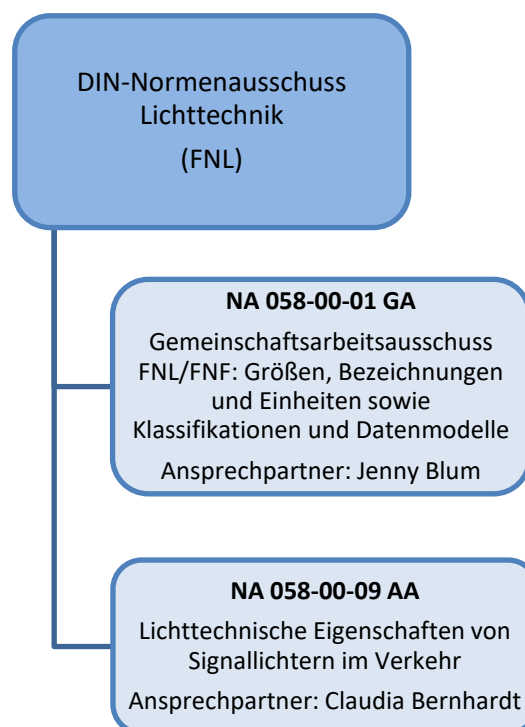 DIN-Normenausschuss
Lichttechnik
(FNL)
NA 058-00-01 GA
Gemeinschaftsarbeitsausschuss
FNL/FNF: Größen, Bezeichnungen
und Einheiten sowie
Klassifikationen und Datenmodelle
Ansprechpartner: Jenny Blum
NA 058-00-09 AA
Lichttechnische Eigenschaften von
Signallichtern im Verkehr
Ansprechpartner: Claudia Bernhardt